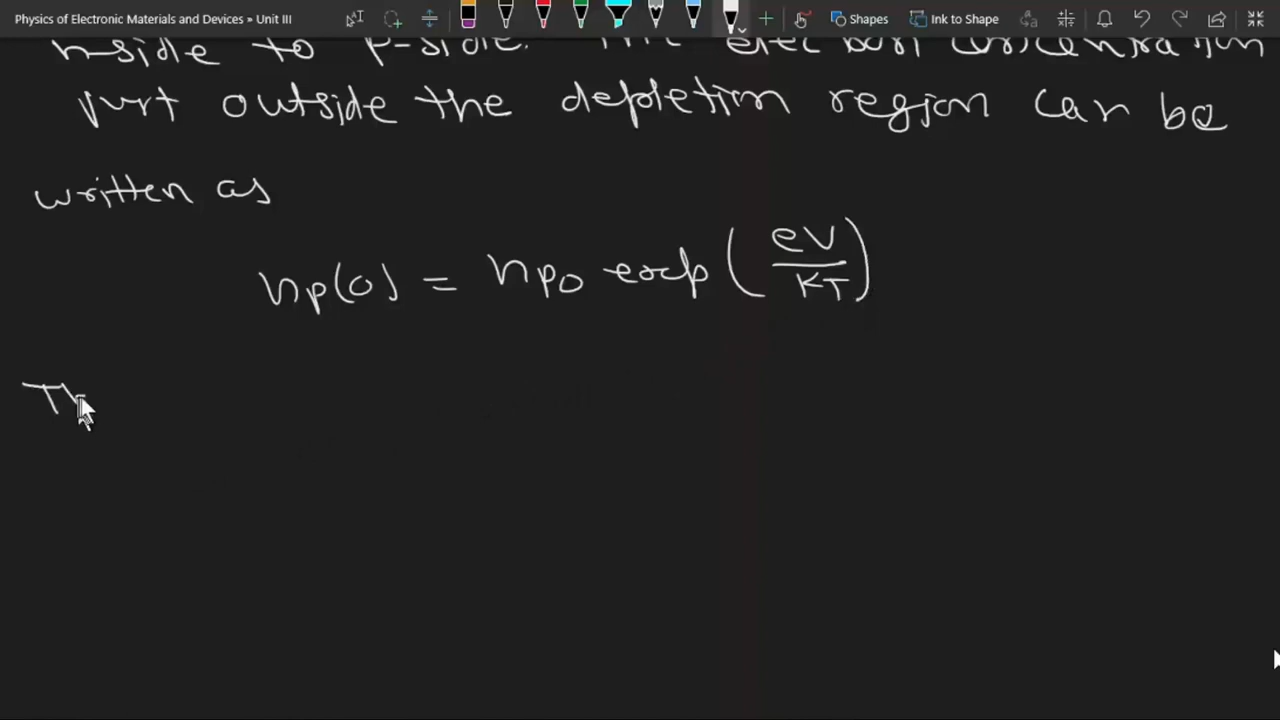 Physics of Electronic Materials and Devices » Unit III
Shapes
Ink to Shape
n-side to p-side. The electron concentration
just outside the depletion region can be
written as
np(0) = npo exp (eV/KT)
Th